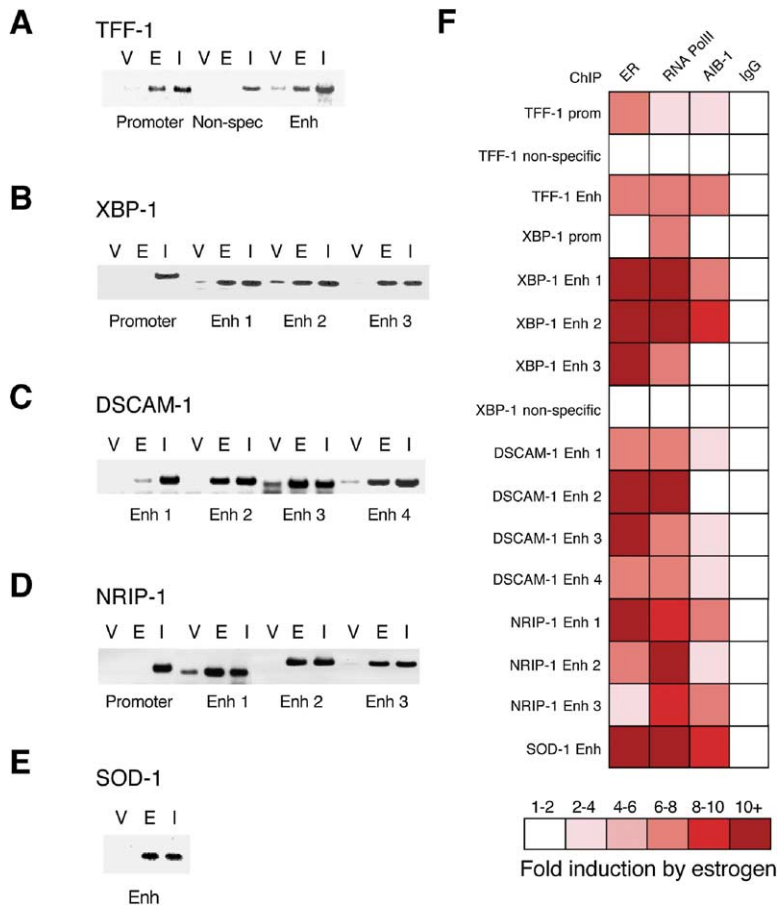 A
TFF-1
V E I V E I V E I
Promoter Non-spec Enh
B
XBP-1
V E I V E I V E I V E I
Promoter Enh 1 Enh 2 Enh 3
C
DSCAM-1
V E I V E I V E I V E I
Enh 1 Enh 2 Enh 3 Enh 4
D
NRIP-1
V E I V E I V E I V E I
Promoter Enh 1 Enh 2 Enh 3
E
SOD-1
V E I
Enh
F
ChIP ER RNA PolII AIB-1 IgG
TFF-1 prom
TFF-1 non-specific
TFF-1 Enh
XBP-1 prom
XBP-1 Enh 1
XBP-1 Enh 2
XBP-1 Enh 3
XBP-1 non-specific
DSCAM-1 Enh 1
DSCAM-1 Enh 2
DSCAM-1 Enh 3
DSCAM-1 Enh 4
NRIP-1 Enh 1
NRIP-1 Enh 2
NRIP-1 Enh 3
SOD-1 Enh
1-2 2-4 4-6 6-8 8-10 10+
Fold induction by estrogen